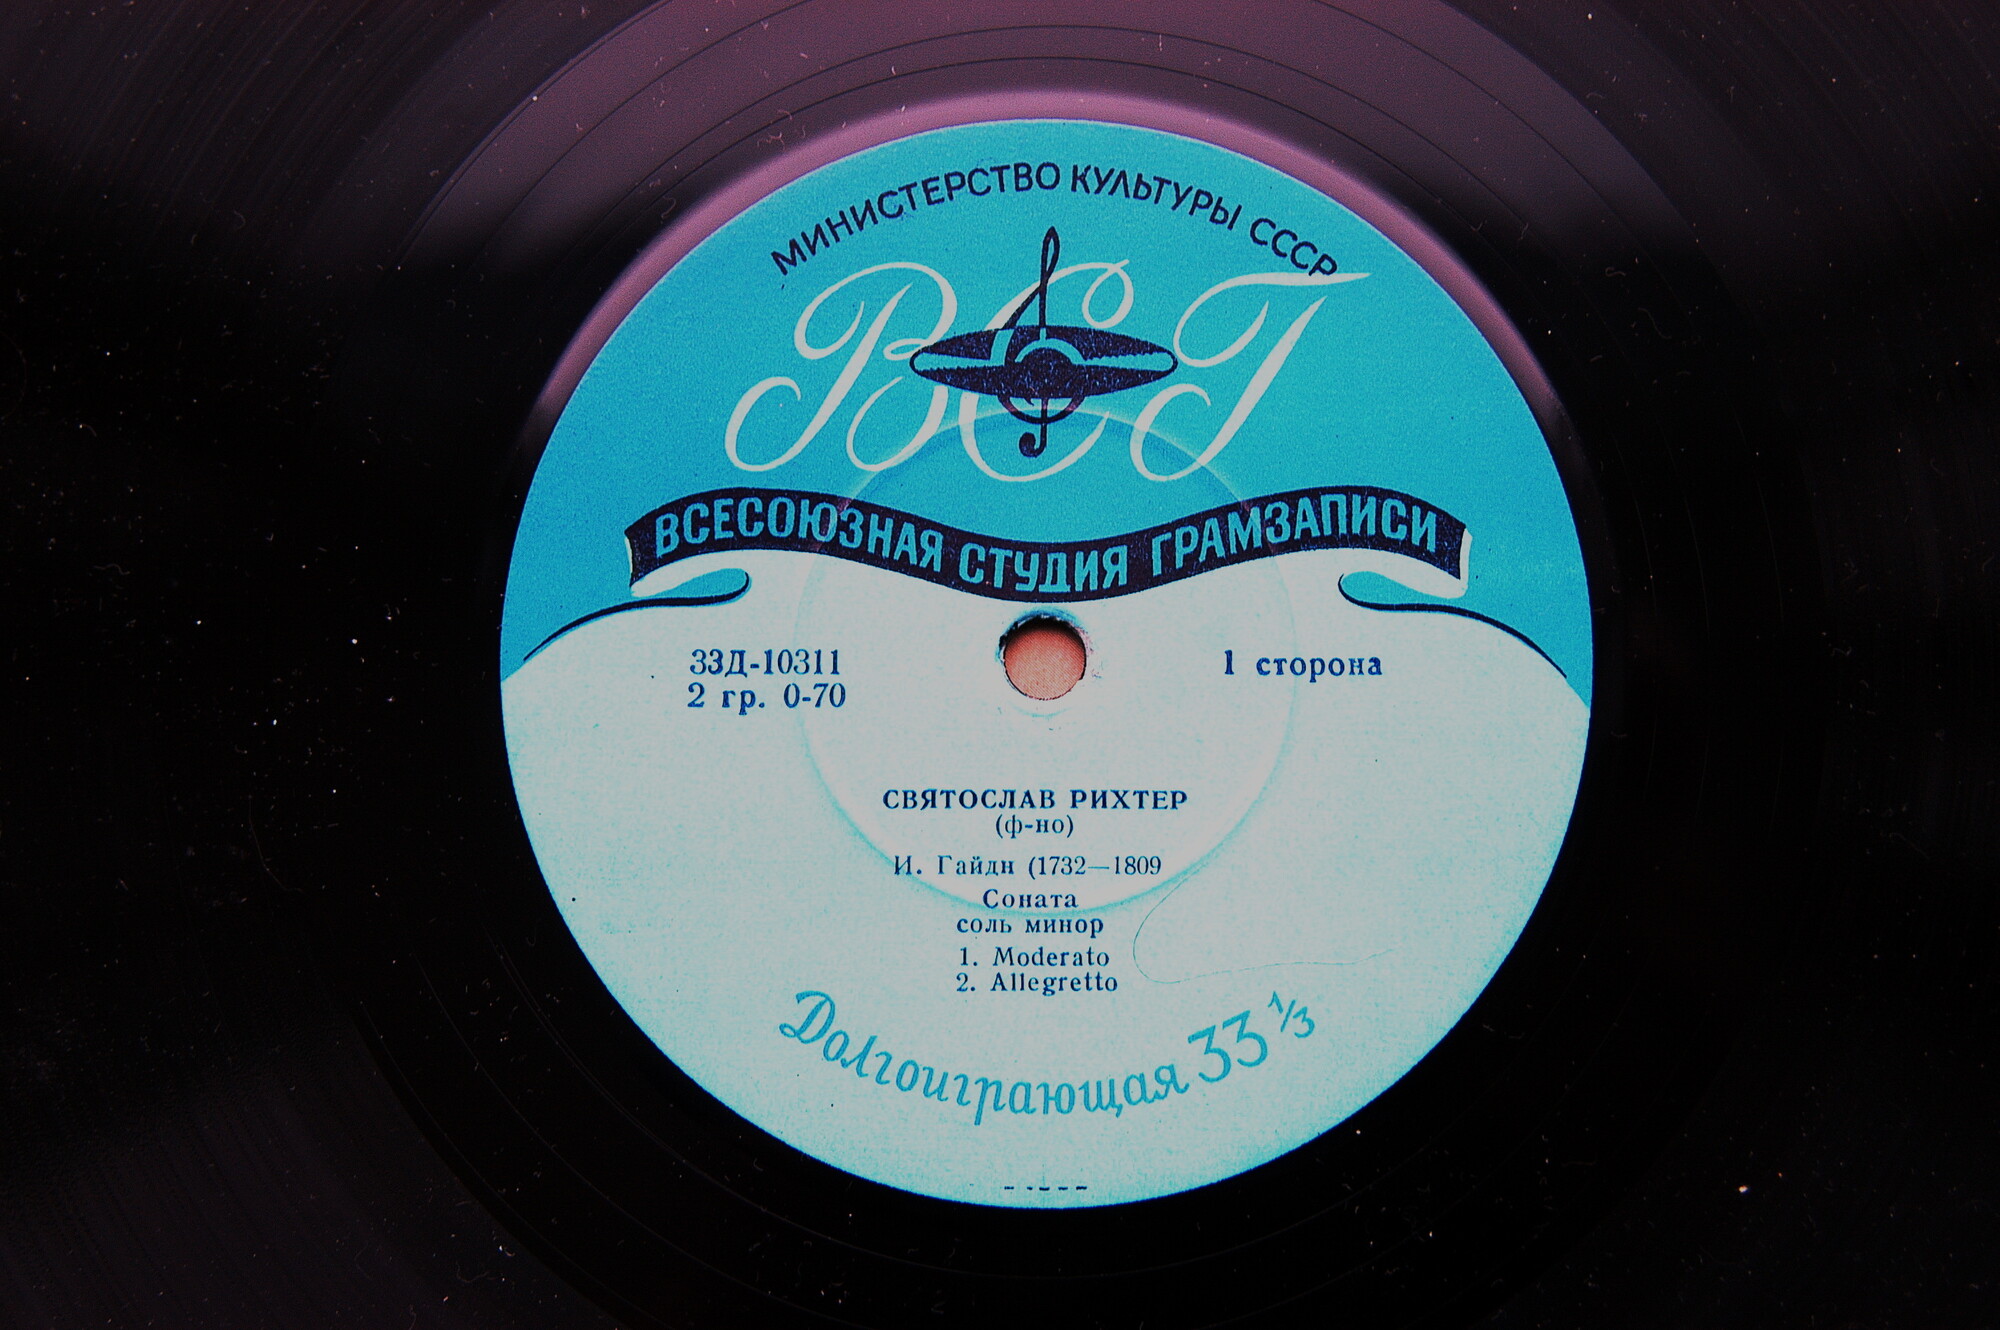 МИНИСТЕРСТВО КУЛЬТУРЫ СССР
ВСГ
ВСЕСОЮЗНАЯ СТУДИЯ ГРАМЗАПИСИ
33Д-10311
2 гр. 0-70
1 сторона
СВЯТОСЛАВ РИХТЕР
(ф-но)
И. Гайдн (1732—1809
Соната
соль минор
1. Moderato
2. Allegretto
Долгоиграющая 33 1/3